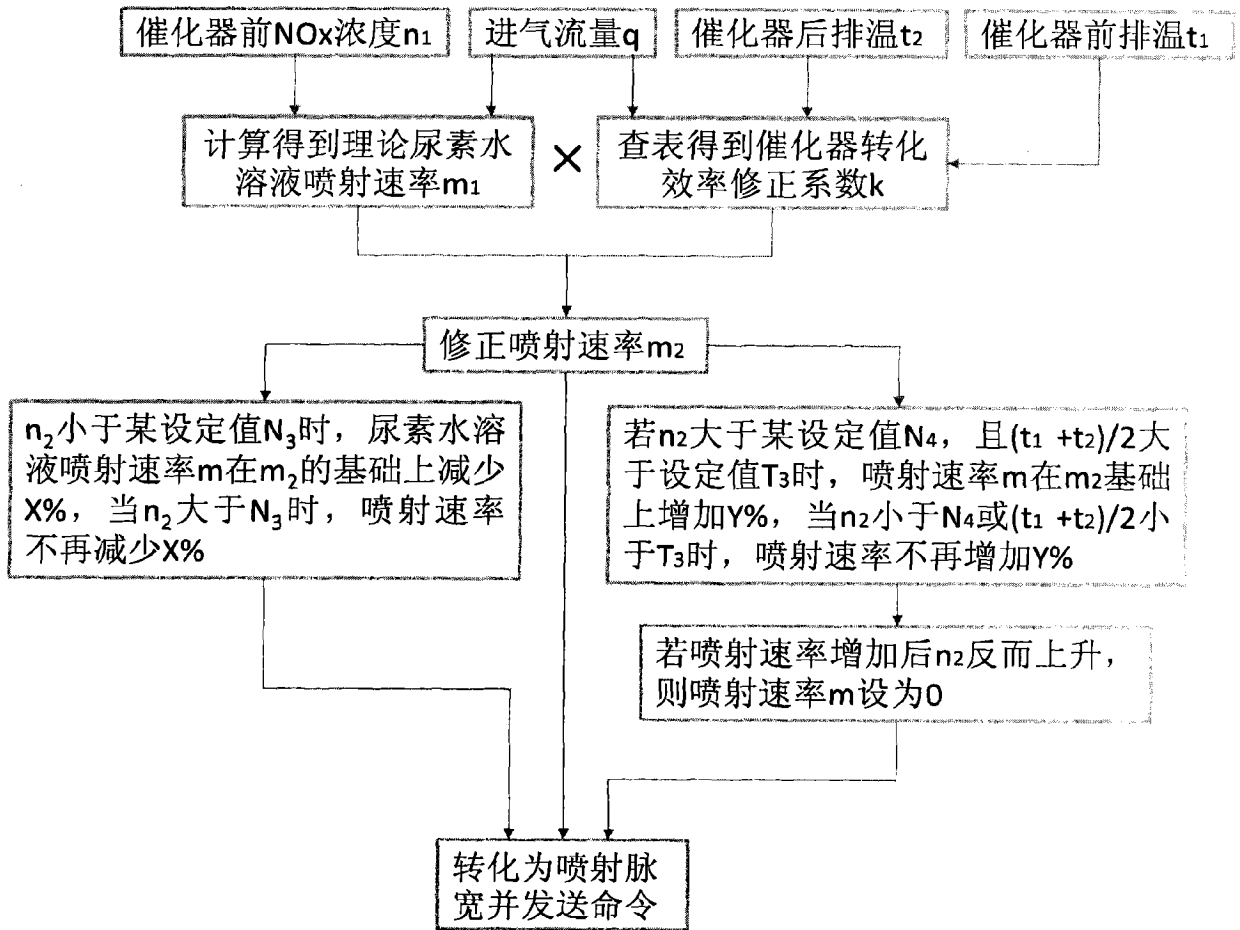 催化器前NOx浓度n₁
进气流量q
催化器后排温t₂
催化器前排温t₁
计算得到理论尿素水
溶液喷射速率m₁
×
查表得到催化器转化
效率修正系数k
修正喷射速率m₂
n₂小于某设定值N₃时，尿素水溶
液喷射速率m在m₂的基础上减少
X%，当n₂大于N₃时，喷射速率
不再减少X%
若n₂大于某设定值N₄，且(t₁ +t₂)/2大
于设定值T₃时，喷射速率m在m₂基础
上增加Y%，当n₂小于N₄或(t₁ +t₂)/2小
于T₃时，喷射速率不再增加Y%
若喷射速率增加后n₂反而上升，
则喷射速率m设为0
转化为喷射脉
宽并发送命令